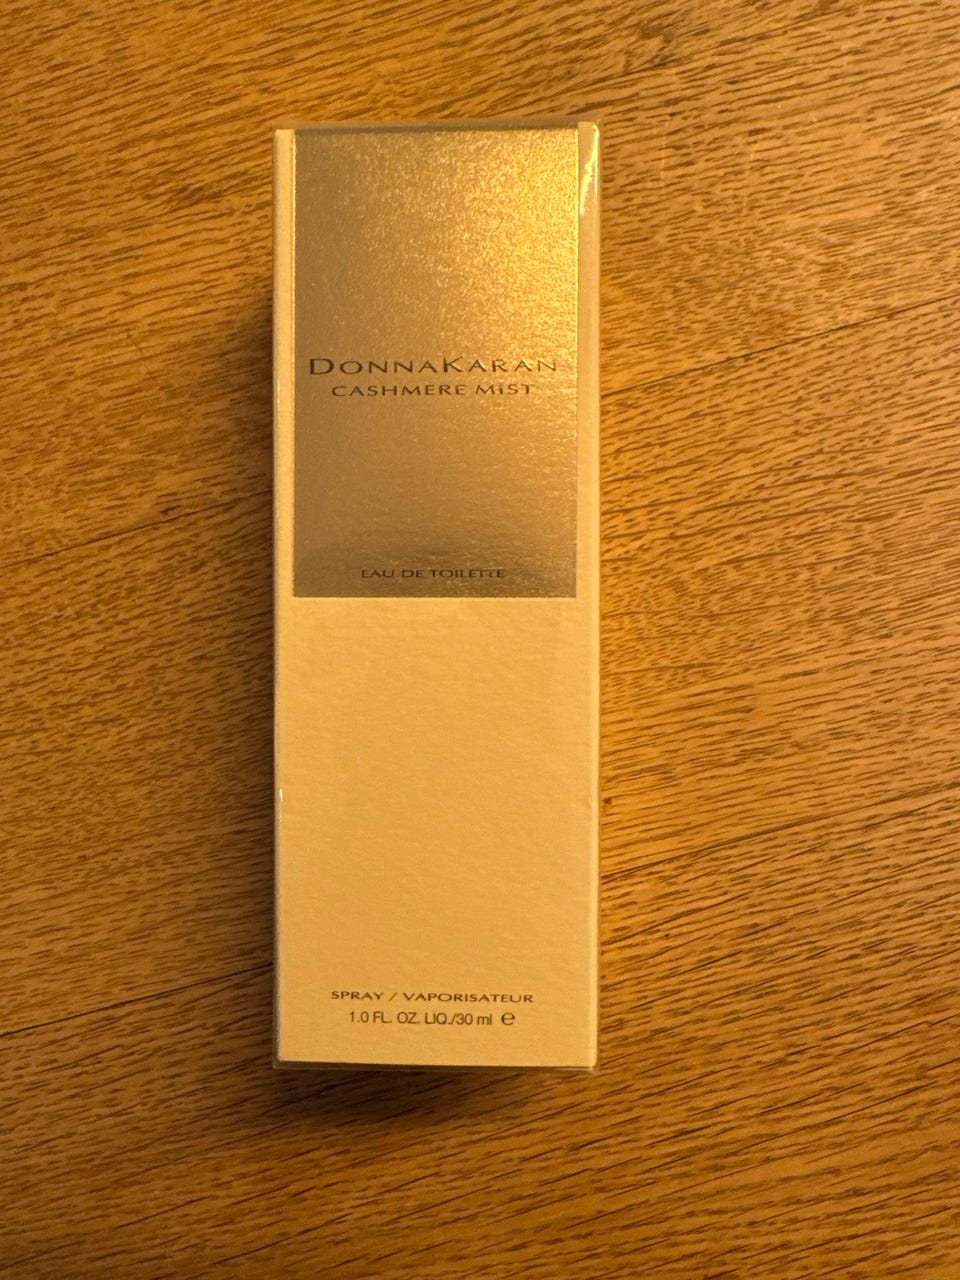 DONNAKARAN
CASHMERE MiST
EAU DE TOILETTE
SPRAY / VAPORISATEUR
1.0 FL. OZ. LIQ./30 ml ℮